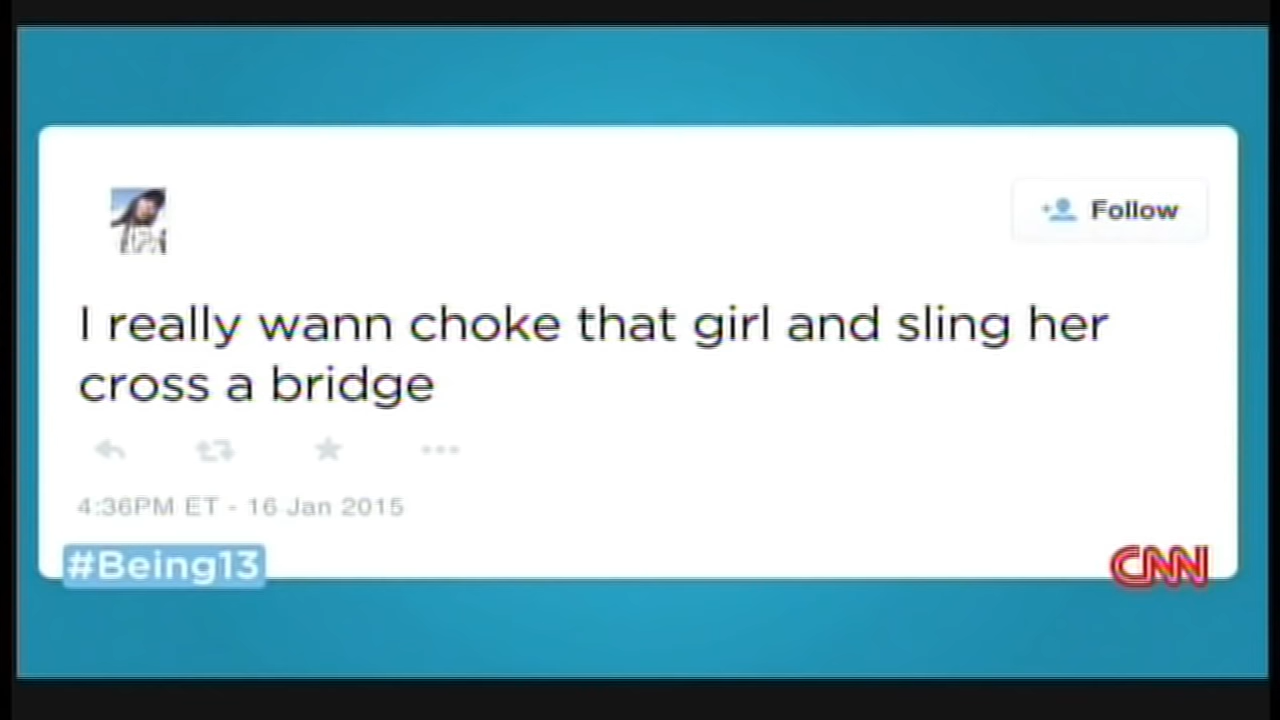 Follow
I really wann choke that girl and sling her
cross a bridge
4:36PM ET - 16 Jan 2015
#Being13
CNN